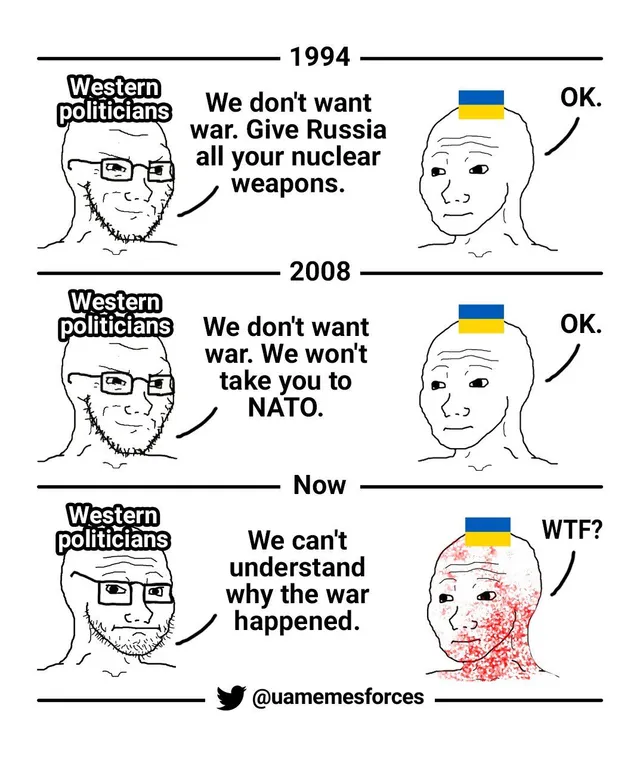 1994
Western
politicians
We don't want
war. Give Russia
all your nuclear
weapons.
OK.
2008
Western
politicians
We don't want
war. We won't
take you to
NATO.
OK.
Now
Western
politicians
We can't
understand
why the war
happened.
WTF?
@uamemesforces